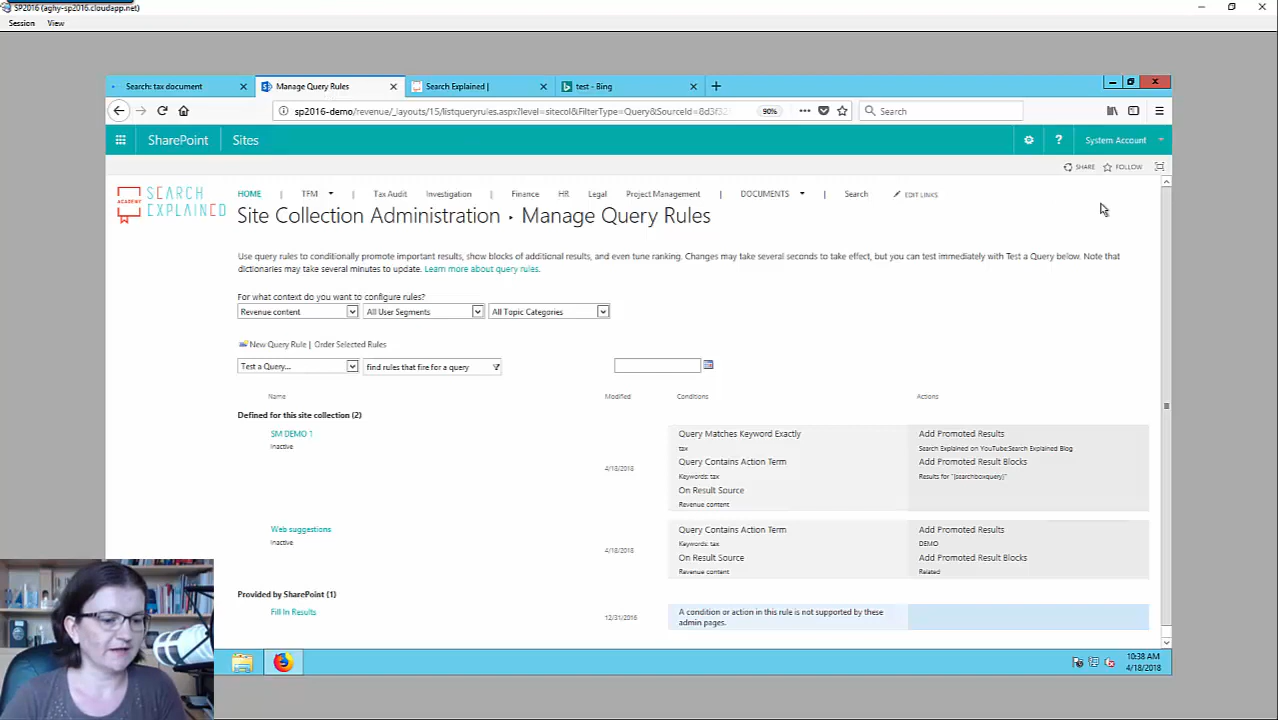 SP2016 (aghy-sp2016.cloudapp.net)
Session View
Search: tax document
Manage Query Rules
Search Explained |
test - Bing
sp2016-demo/revenue/_layouts/15/listqueryrules.aspx?level=sitecol&FilterType=Query&SourceId=8d3f32
90%
Search
SharePoint Sites
System Account
SHARE FOLLOW
ACADEMY
SEARCH
EXPLAINED
HOME | TFM | Tax Audit Investigation | Finance HR Legal Project Management | DOCUMENTS | Search EDIT LINKS
Site Collection Administration › Manage Query Rules
Use query rules to conditionally promote important results, show blocks of additional results, and even tune ranking. Changes may take several seconds to take effect, but you can test immediately with Test a Query below. Note that
dictionaries may take several minutes to update. Learn more about query rules.
For what context do you want to configure rules?
Revenue content All User Segments All Topic Categories
New Query Rule | Order Selected Rules
Test a Query... find rules that fire for a query
Name Modified Conditions Actions
Defined for this site collection (2)
SM DEMO 1
Inactive
4/18/2018
Query Matches Keyword Exactly
tax
Query Contains Action Term
Keywords: tax
On Result Source
Revenue content
Add Promoted Results
Search Explained on YouTube;Search Explained Blog
Add Promoted Result Blocks
Results for "{searchboxquery}"
Web suggestions
Inactive
4/18/2018
Query Contains Action Term
Keywords: tax
On Result Source
Revenue content
Add Promoted Results
DEMO
Add Promoted Result Blocks
Related
Provided by SharePoint (1)
Fill In Results
12/31/2016
A condition or action in this rule is not supported by these
admin pages.
10:38 AM
4/18/2018